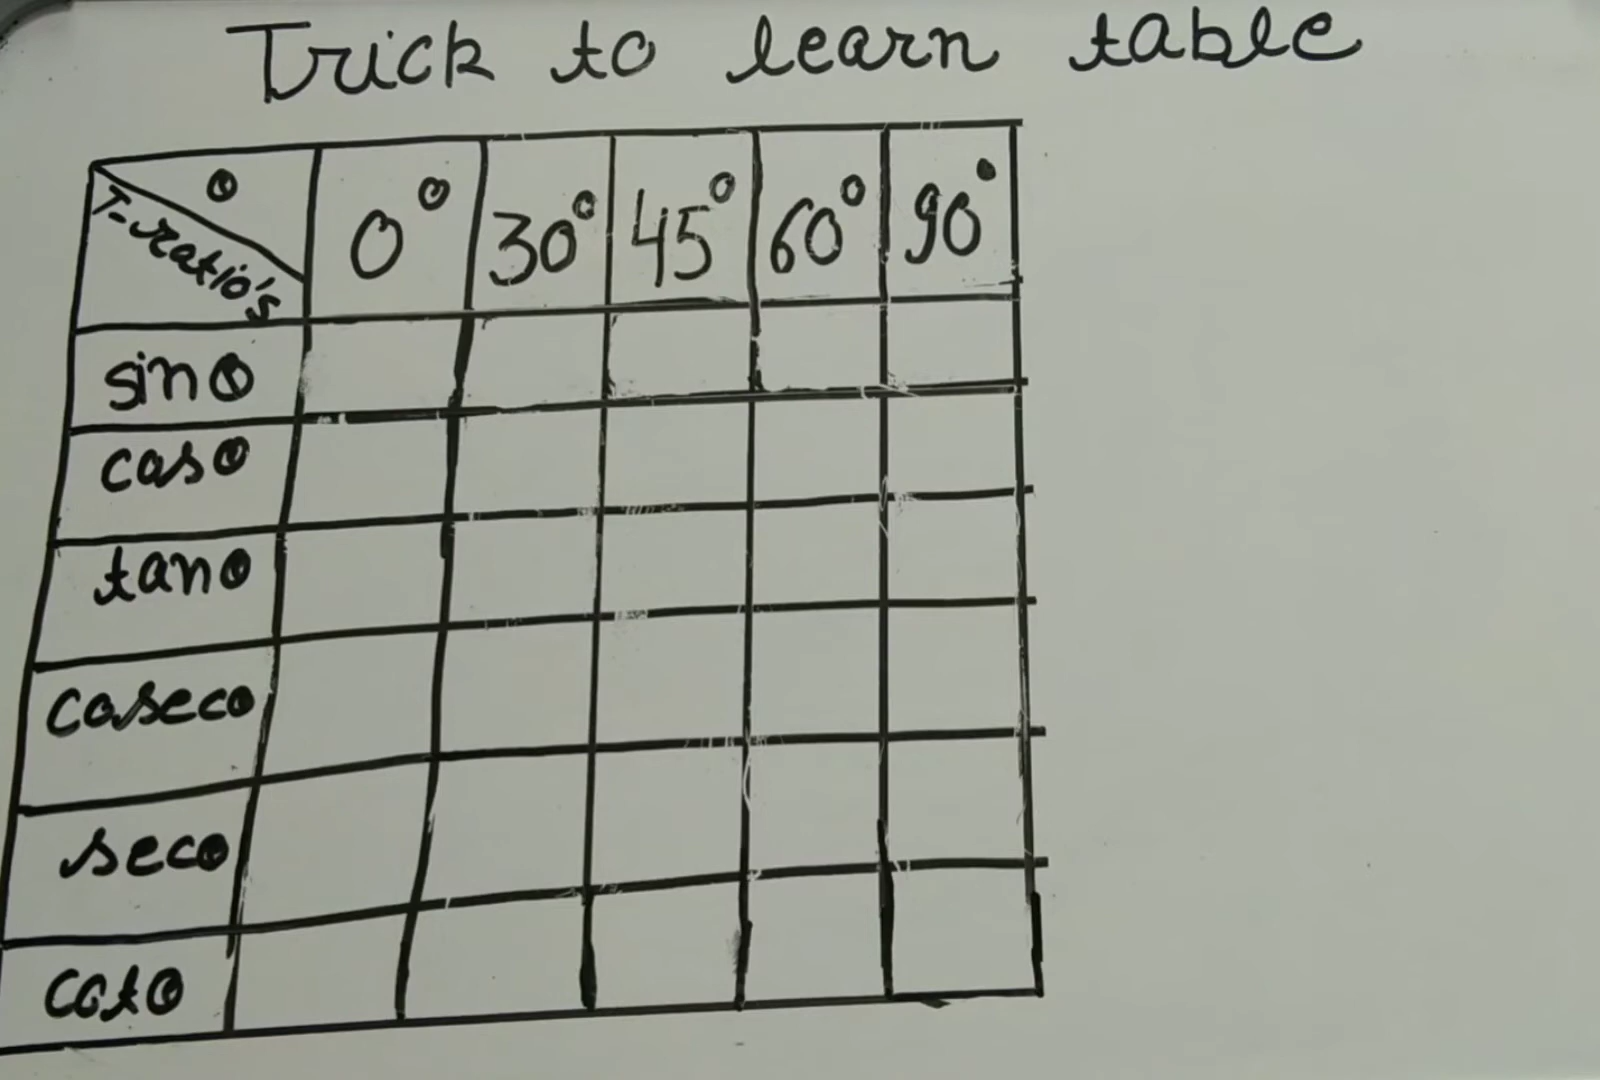 Trick to learn table
θ 0° 30° 45° 60° 90°
T-ratio's
sinθ
cosθ
tanθ
cosecθ
secθ
cotθ